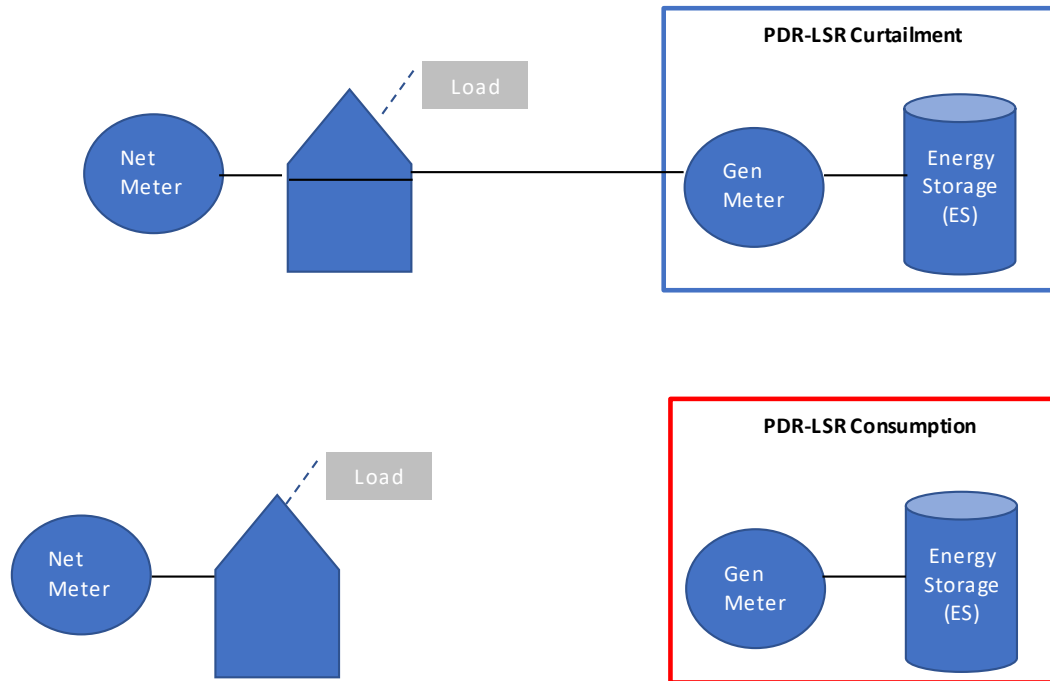 PDR-LSR Curtailment
Load
Net
Meter
Gen
Meter
Energy
Storage
(ES)
PDR-LSR Consumption
Load
Net
Meter
Gen
Meter
Energy
Storage
(ES)